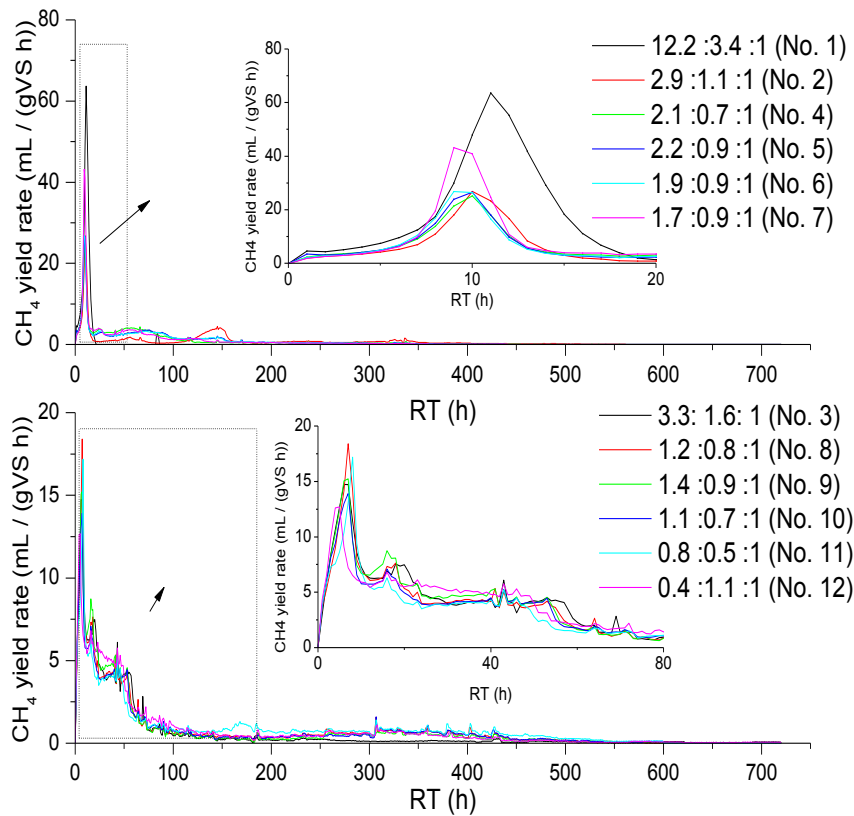 CH₄ yield rate (mL / (gVS h))
80
60
40
20
0
0 100 200 300 400 500 600 700
RT (h)
CH4 yield rate (mL / (gVS h))
80
60
40
20
0
0 10 20
RT (h)
12.2 :3.4 :1 (No. 1)
2.9 :1.1 :1 (No. 2)
2.1 :0.7 :1 (No. 4)
2.2 :0.9 :1 (No. 5)
1.9 :0.9 :1 (No. 6)
1.7 :0.9 :1 (No. 7)
CH₄ yield rate (mL / (gVS h))
20
15
10
5
0
0 100 200 300 400 500 600 700
RT (h)
CH4 yield rate (mL / (gVS h))
20
15
10
5
0
0 40 80
RT (h)
3.3: 1.6: 1 (No. 3)
1.2 :0.8 :1 (No. 8)
1.4 :0.9 :1 (No. 9)
1.1 :0.7 :1 (No. 10)
0.8 :0.5 :1 (No. 11)
0.4 :1.1 :1 (No. 12)